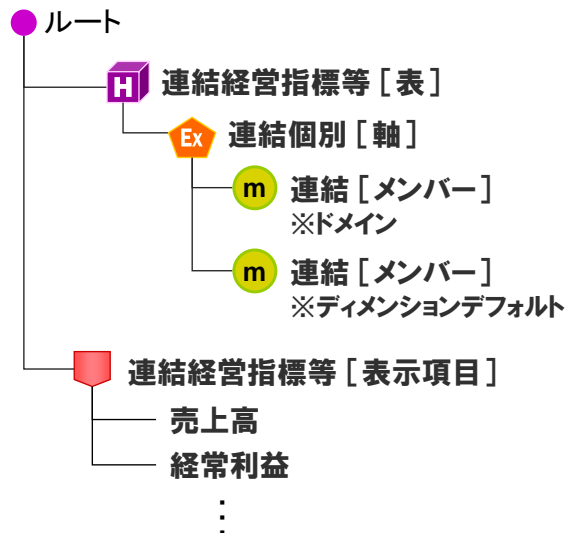 ルート
H 連結経営指標等［表］
Ex 連結個別［軸］
m 連結［メンバー］
※ドメイン
m 連結［メンバー］
※ディメンションデフォルト
連結経営指標等［表示項目］
売上高
経常利益
⋮